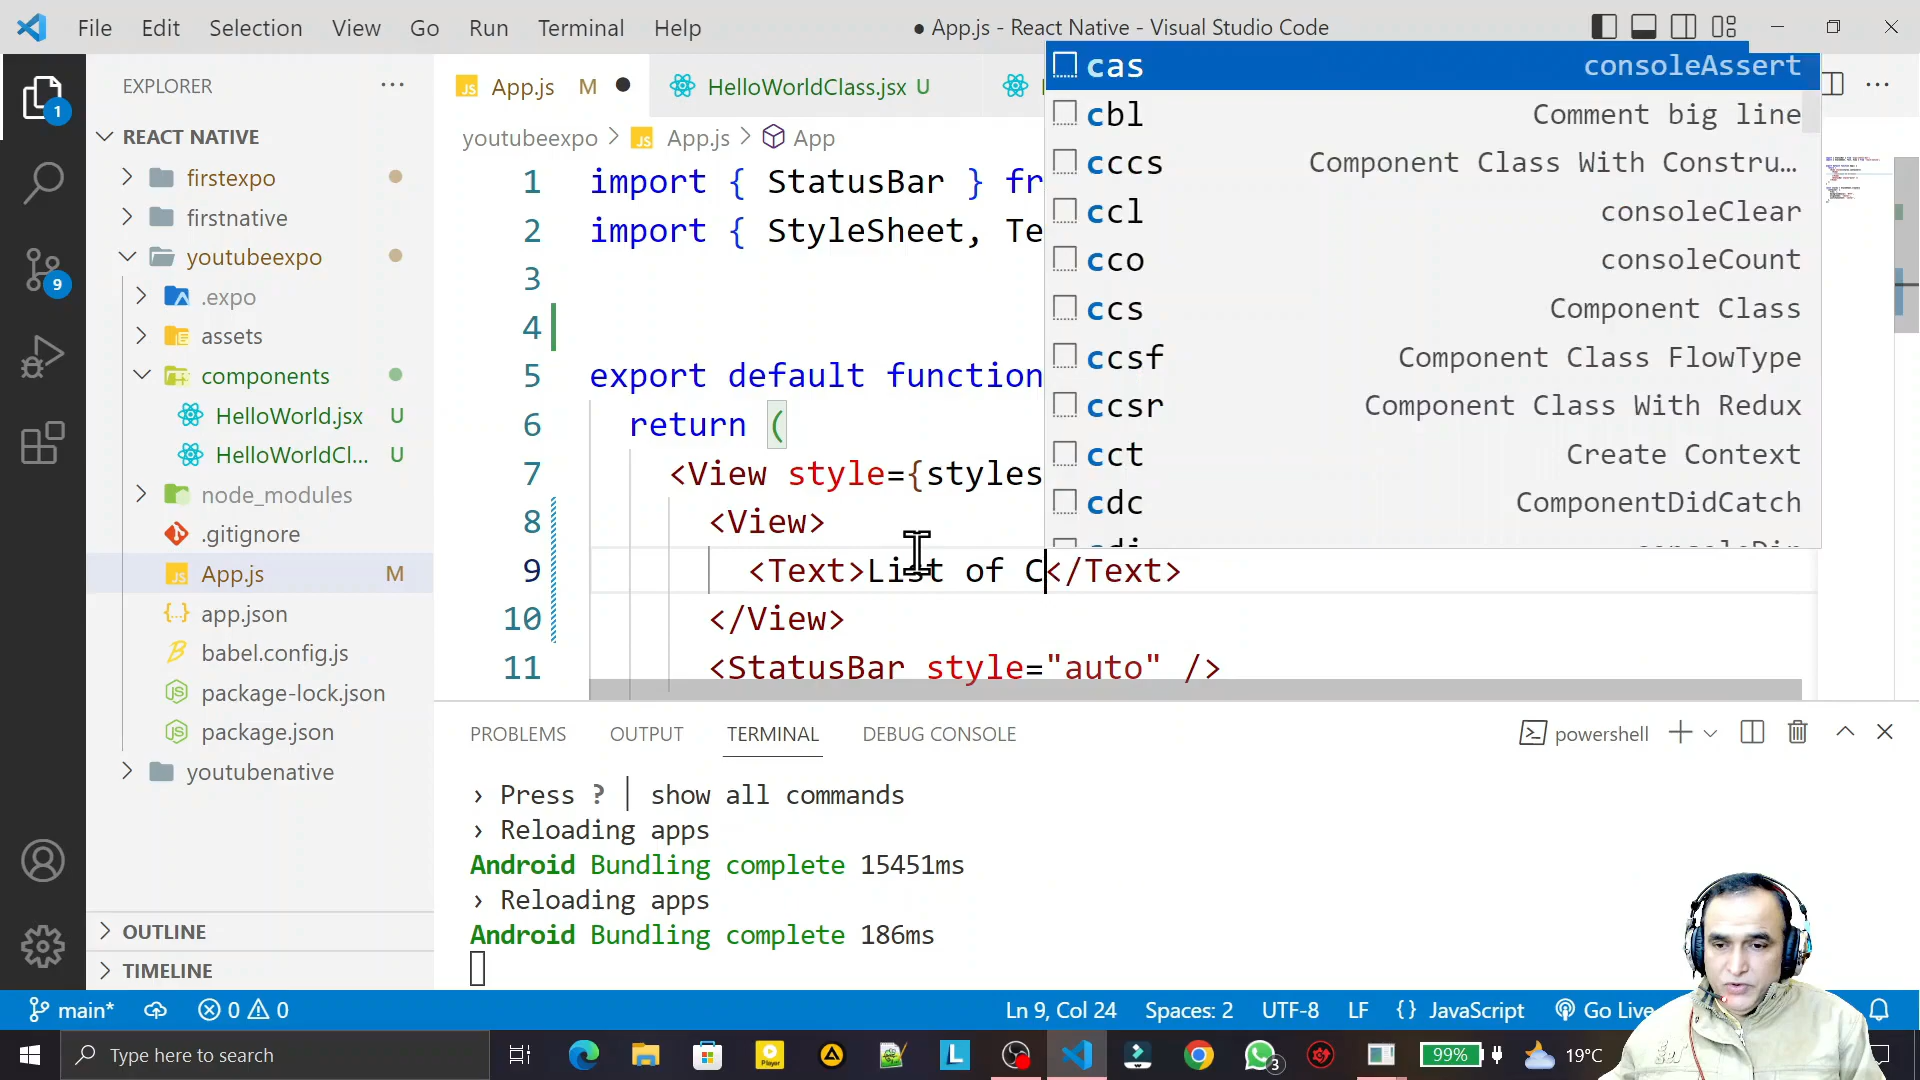 File Edit Selection View Go Run Terminal Help
● App.js - React Native - Visual Studio Code
EXPLORER
REACT NATIVE
firstexpo
firstnative
youtubeexpo
.expo
assets
components
HelloWorld.jsx U
HelloWorldCl... U
node_modules
.gitignore
App.js M
app.json
babel.config.js
package-lock.json
package.json
youtubenative
OUTLINE
TIMELINE
1
9
App.js M
HelloWorldClass.jsx U
youtubeexpo > App.js > App
1 import { StatusBar } fr
2 import { StyleSheet, Te
3
4
5 export default function
6 return (
7 <View style={styles
8 <View>
9 <Text>List of C</Text>
10 </View>
11 <StatusBar style="auto" />
cas consoleAssert
cbl Comment big line
cccs Component Class With Constru...
ccl consoleClear
cco consoleCount
ccs Component Class
ccsf Component Class FlowType
ccsr Component Class With Redux
cct Create Context
cdc ComponentDidCatch
PROBLEMS OUTPUT TERMINAL DEBUG CONSOLE
powershell
› Press ? │ show all commands
› Reloading apps
Android Bundling complete 15451ms
› Reloading apps
Android Bundling complete 186ms
main* 0 0
Ln 9, Col 24 Spaces: 2 UTF-8 LF {} JavaScript Go Live
Type here to search
Player
L
3
99%
19°C